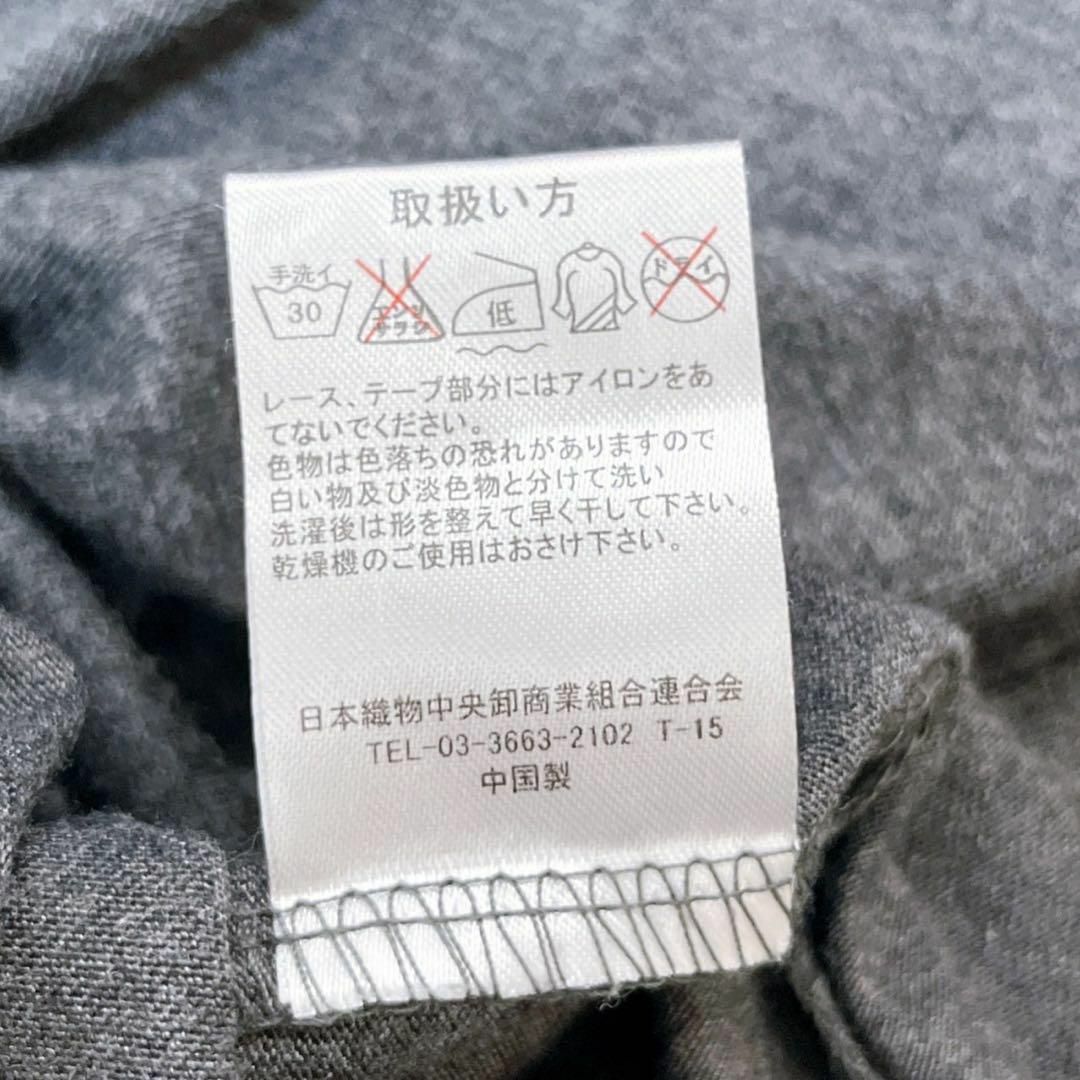 取扱い方
手洗イ
30
エンソ
サラシ
低
ドライ
レース、テープ部分にはアイロンをあ
てないでください。
色物は色落ちの恐れがありますので
白い物及び淡色物と分けて洗い
洗濯後は形を整えて早く干して下さい。
乾燥機のご使用はおさけ下さい。
日本織物中央卸商業組合連合会
TEL-03-3663-2102 T-15
中国製